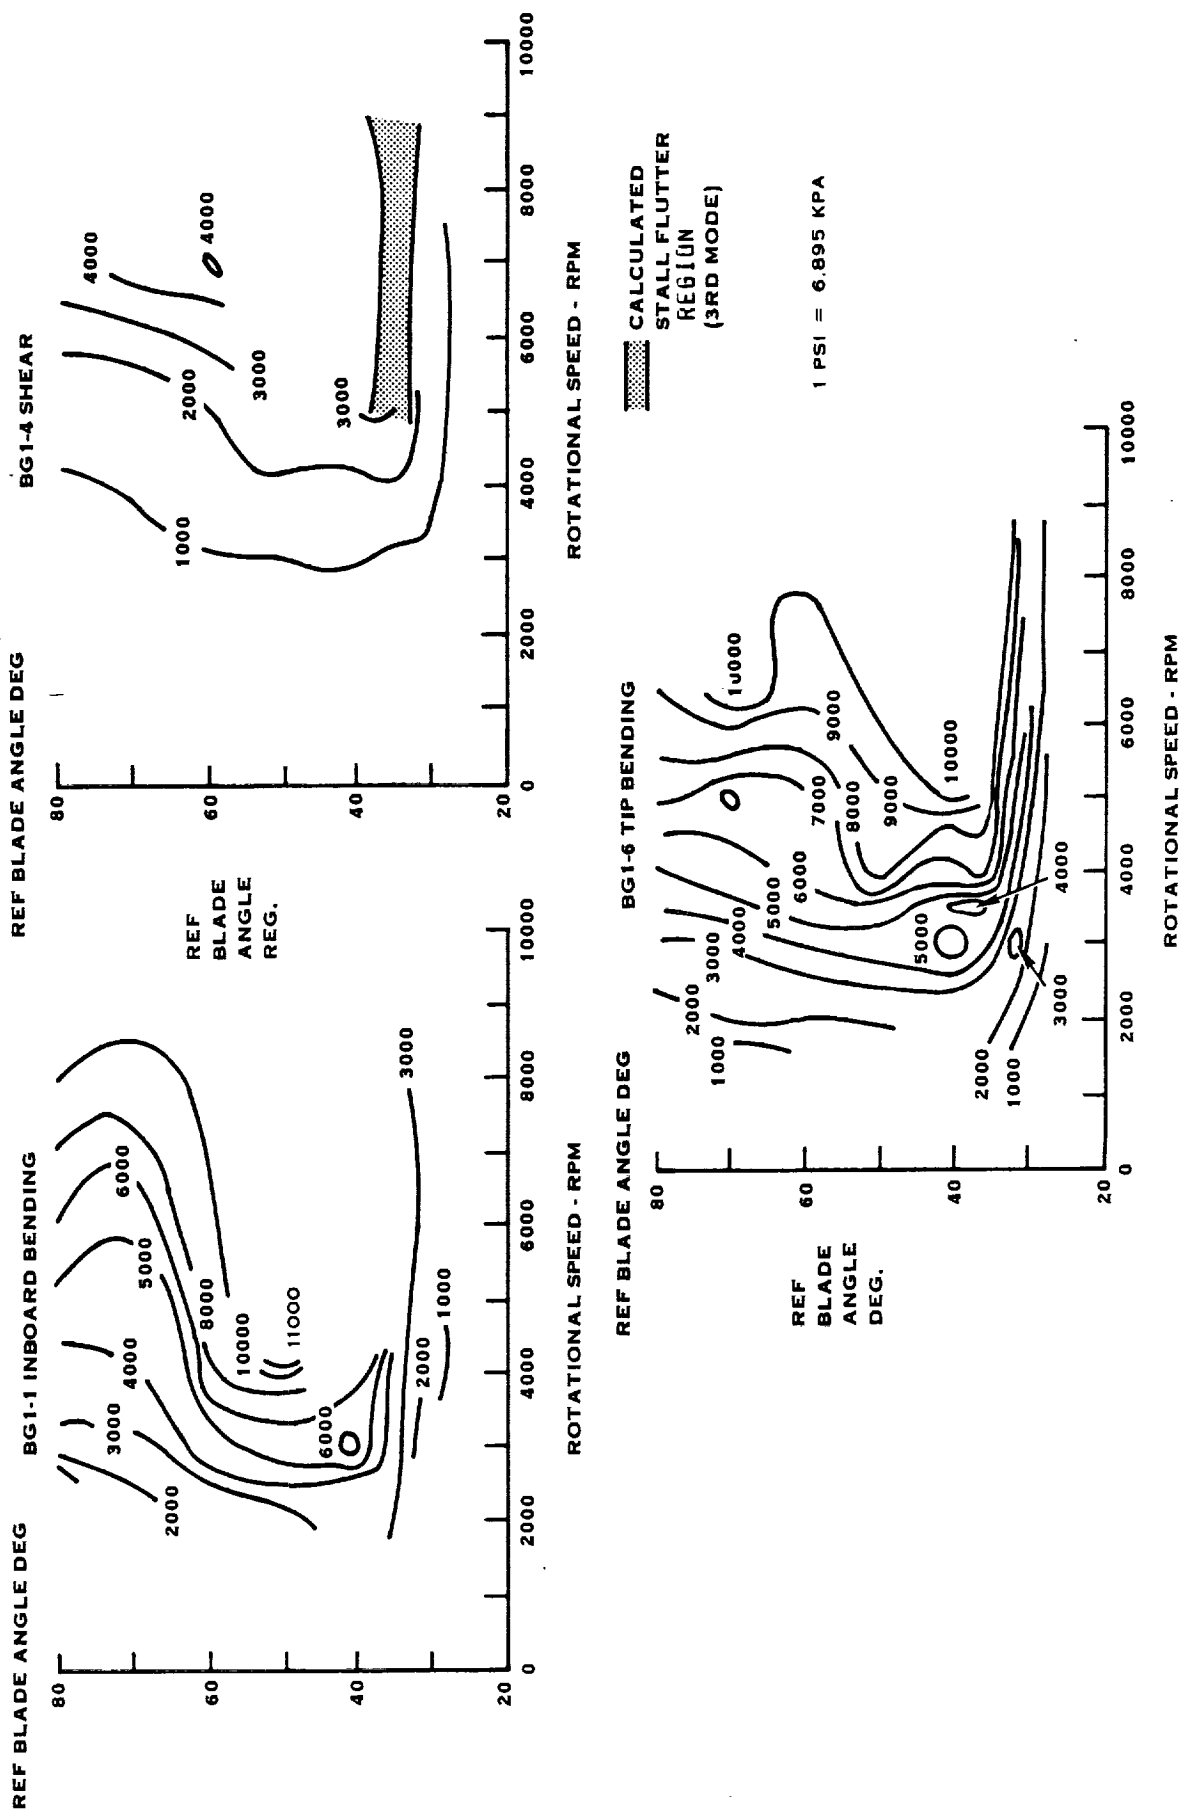 REF BLADE ANGLE DEG
BG1-1 INBOARD BENDING
80
60
40
20
0
2000
4000
6000
8000
10000
ROTATIONAL SPEED - RPM
2000
3000
4000
5000
6000
8000
10000
11000
6000
3000
2000
1000
REF BLADE ANGLE DEG
BG1-4 SHEAR
REF
BLADE
ANGLE
REG.
80
60
40
20
0
2000
4000
6000
8000
10000
ROTATIONAL SPEED - RPM
1000
2000
3000
4000
4000
3000
REF BLADE ANGLE DEG
BG1-6 TIP BENDING
REF
BLADE
ANGLE
DEG.
80
60
40
20
0
2000
4000
6000
8000
10000
ROTATIONAL SPEED - RPM
1000
2000
3000
4000
5000
6000
7000
8000
9000
9000
10000
10000
5000
4000
3000
2000
1000
CALCULATED
STALL FLUTTER
REGION
(3RD MODE)
1 PSI = 6.895 KPA